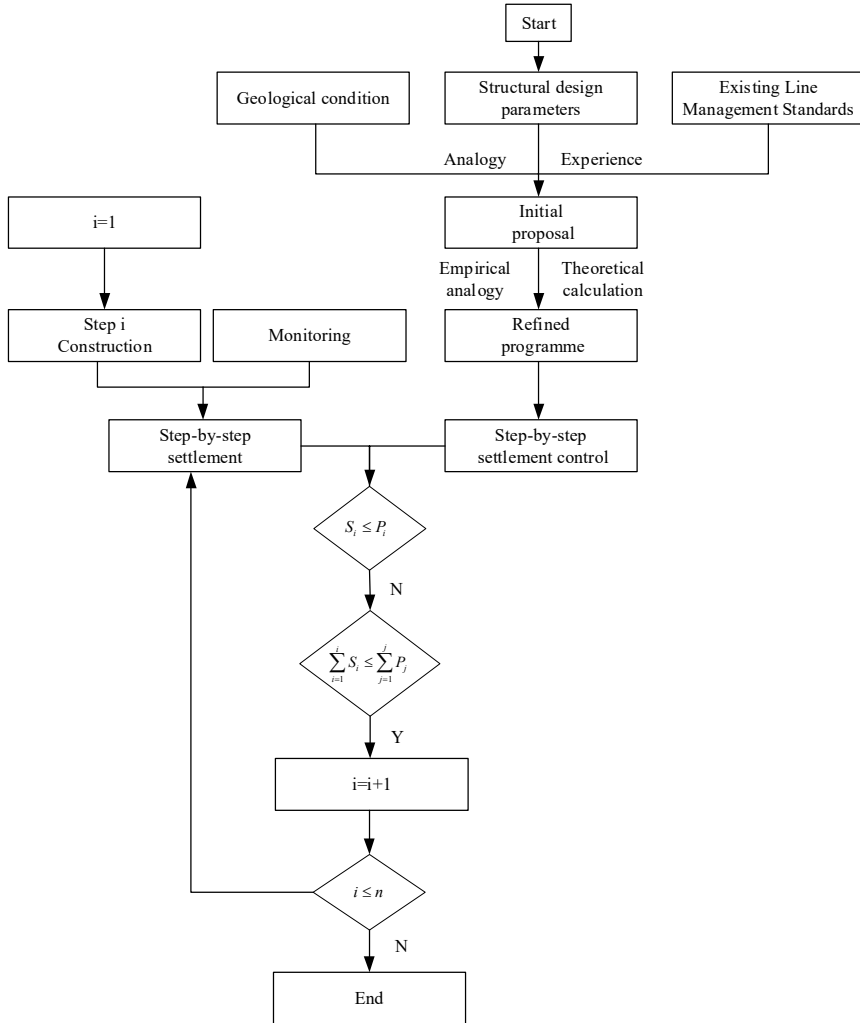 Start
Geological condition
Structural design
parameters
Existing Line
Management Standards
Analogy
Experience
i=1
Initial
proposal
Empirical
analogy
Theoretical
calculation
Step i
Construction
Monitoring
Refined
programme
Step-by-step
settlement
Step-by-step
settlement control
S_i ≤ P_i
N
∑_{i=1}^{i} S_i ≤ ∑_{j=1}^{j} P_j
Y
i=i+1
i ≤ n
N
End